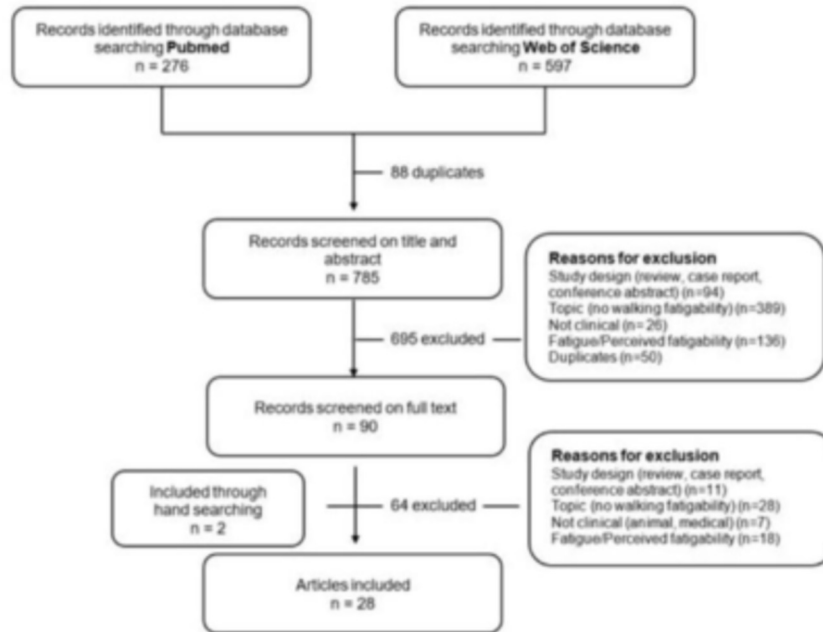 Records identified through database
searching Pubmed
n = 276
Records identified through database
searching Web of Science
n = 597
88 duplicates
Records screened on title and
abstract
n = 785
Reasons for exclusion
Study design (review, case report,
conference abstract) (n=94)
Topic (no walking fatigability) (n=389)
Not clinical (n=26)
Fatigue/Perceived fatigability (n=136)
Duplicates (n=50)
695 excluded
Records screened on full text
n = 90
Reasons for exclusion
Study design (review, case report,
conference abstract) (n=11)
Topic (no walking fatigability) (n=28)
Not clinical (animal, medical) (n=7)
Fatigue/Perceived fatigability (n=18)
Included through
hand searching
n = 2
64 excluded
Articles included
n = 28